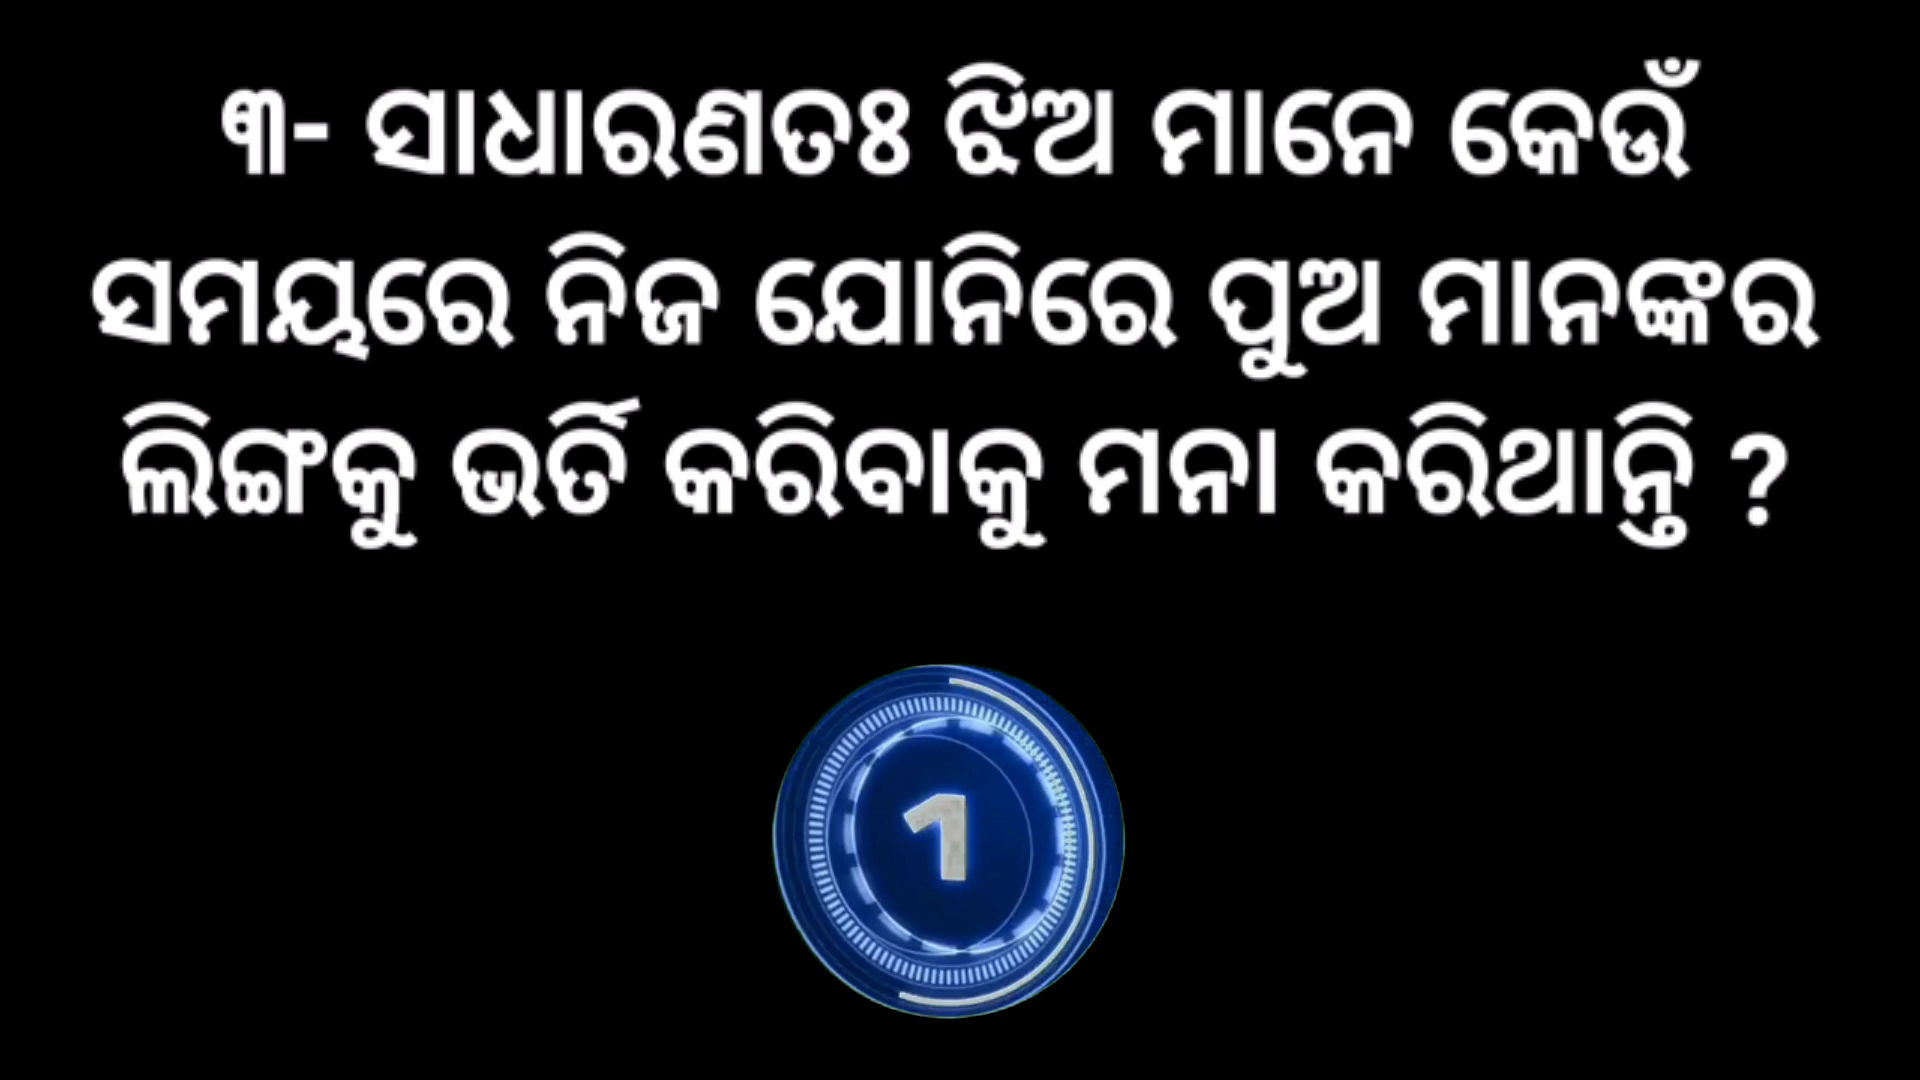 ୩- ସାଧାରଣତଃ ଝିଅ ମାନେ କେଉଁ
ସମୟରେ ନିଜ ଯୋନିରେ ପୁଅ ମାନଙ୍କର
ଲିଙ୍ଗକୁ ଭର୍ତି କରିବାକୁ ମନା କରିଥାନ୍ତି ?
1